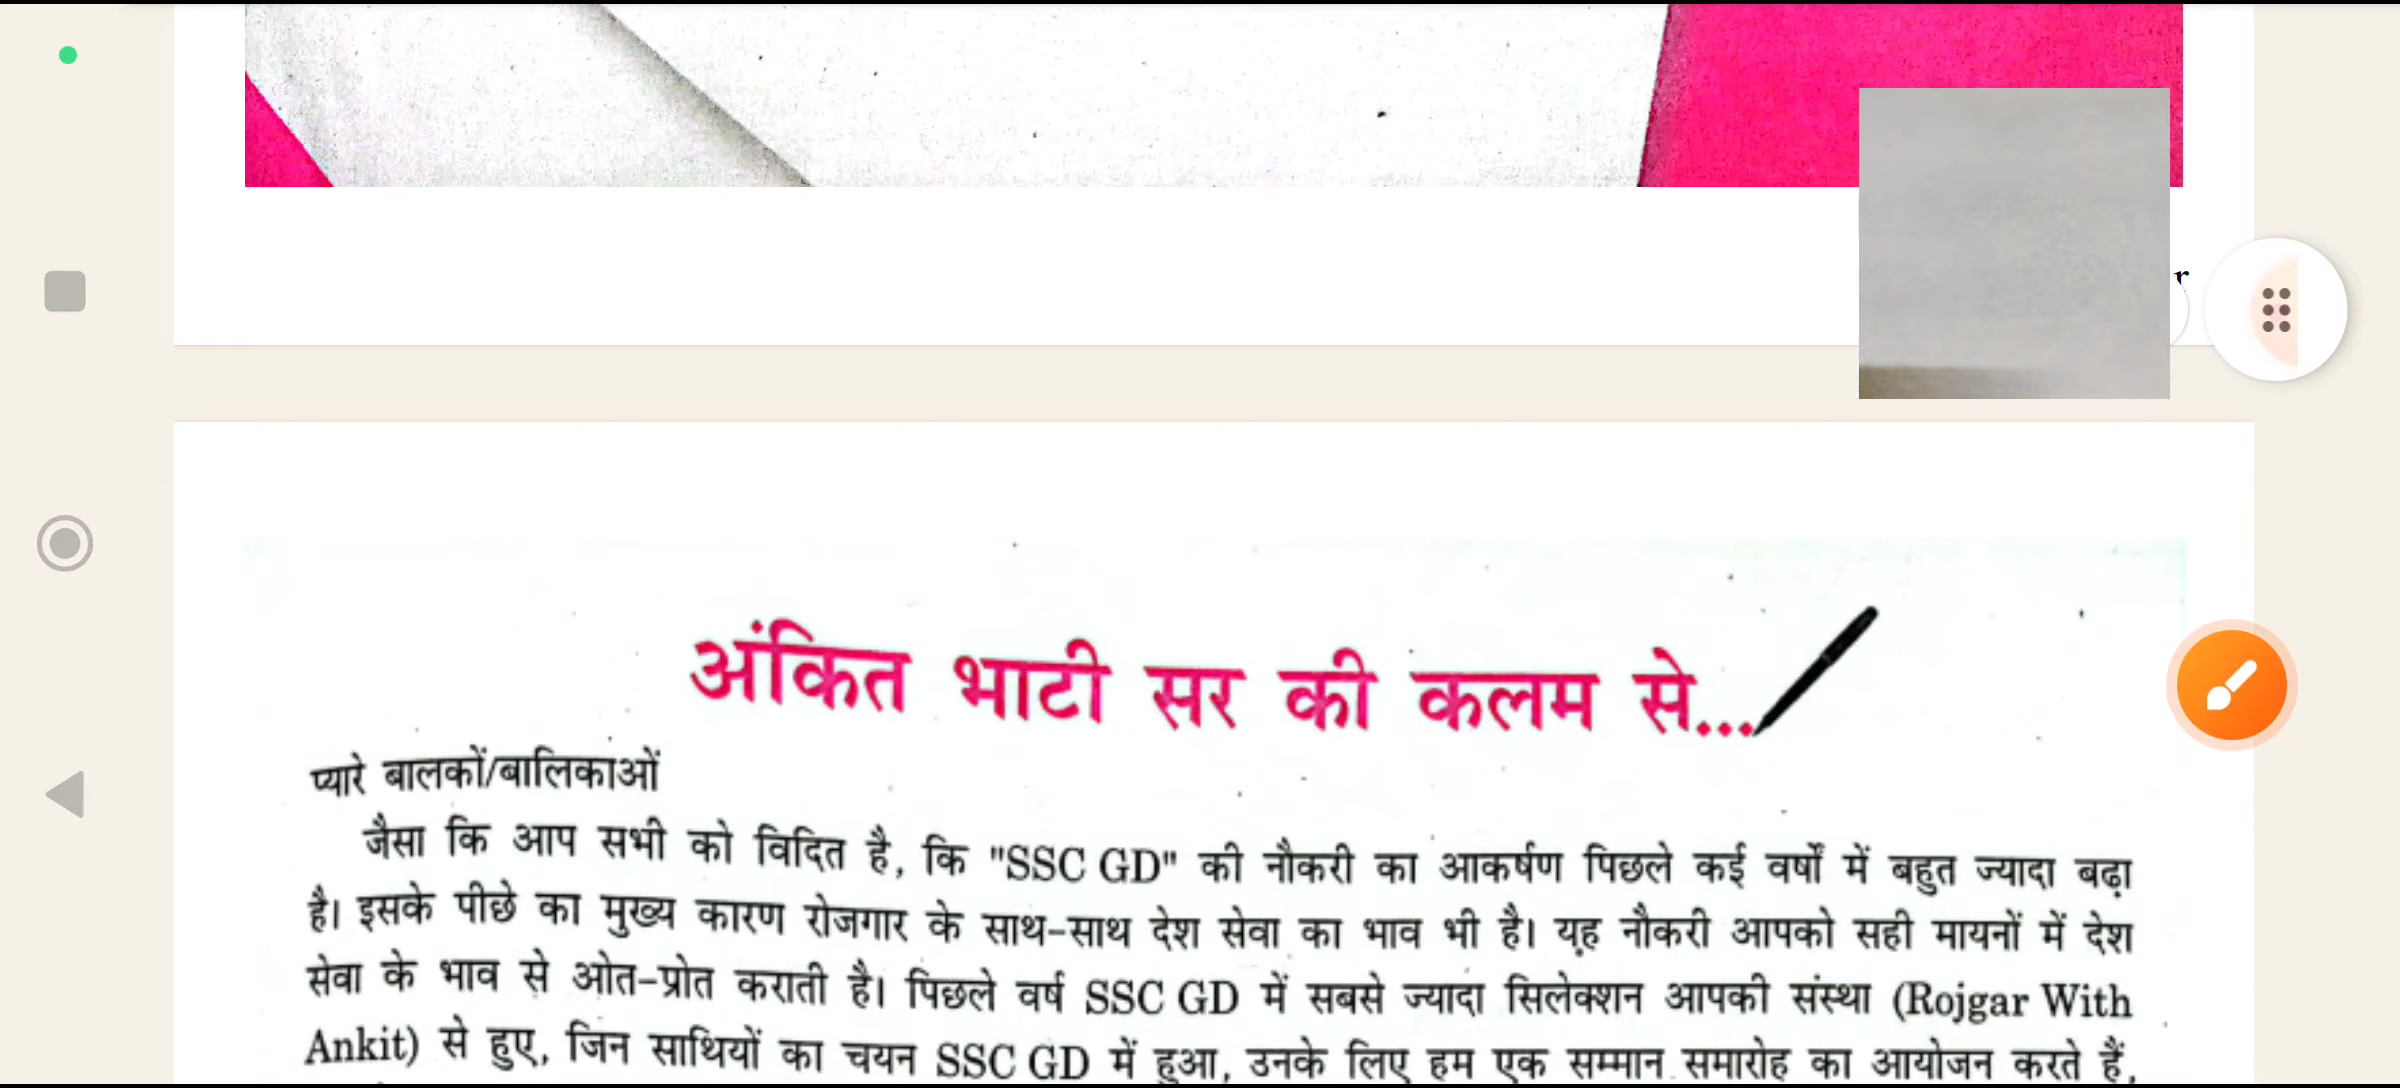 r
अंकित भाटी सर की कलम से...
प्यारे बालकों/बालिकाओं
जैसा कि आप सभी को विदित है, कि "SSC GD" की नौकरी का आकर्षण पिछले कई वर्षों में बहुत ज्यादा बढ़ा
है। इसके पीछे का मुख्य कारण रोजगार के साथ-साथ देश सेवा का भाव भी है। यह नौकरी आपको सही मायनों में देश
सेवा के भाव से ओत-प्रोत कराती है। पिछले वर्ष SSC GD में सबसे ज्यादा सिलेक्शन आपकी संस्था (Rojgar With
Ankit) से हुए, जिन साथियों का चयन SSC GD में हुआ, उनके लिए हम एक सम्मान समारोह का आयोजन करते हैं,